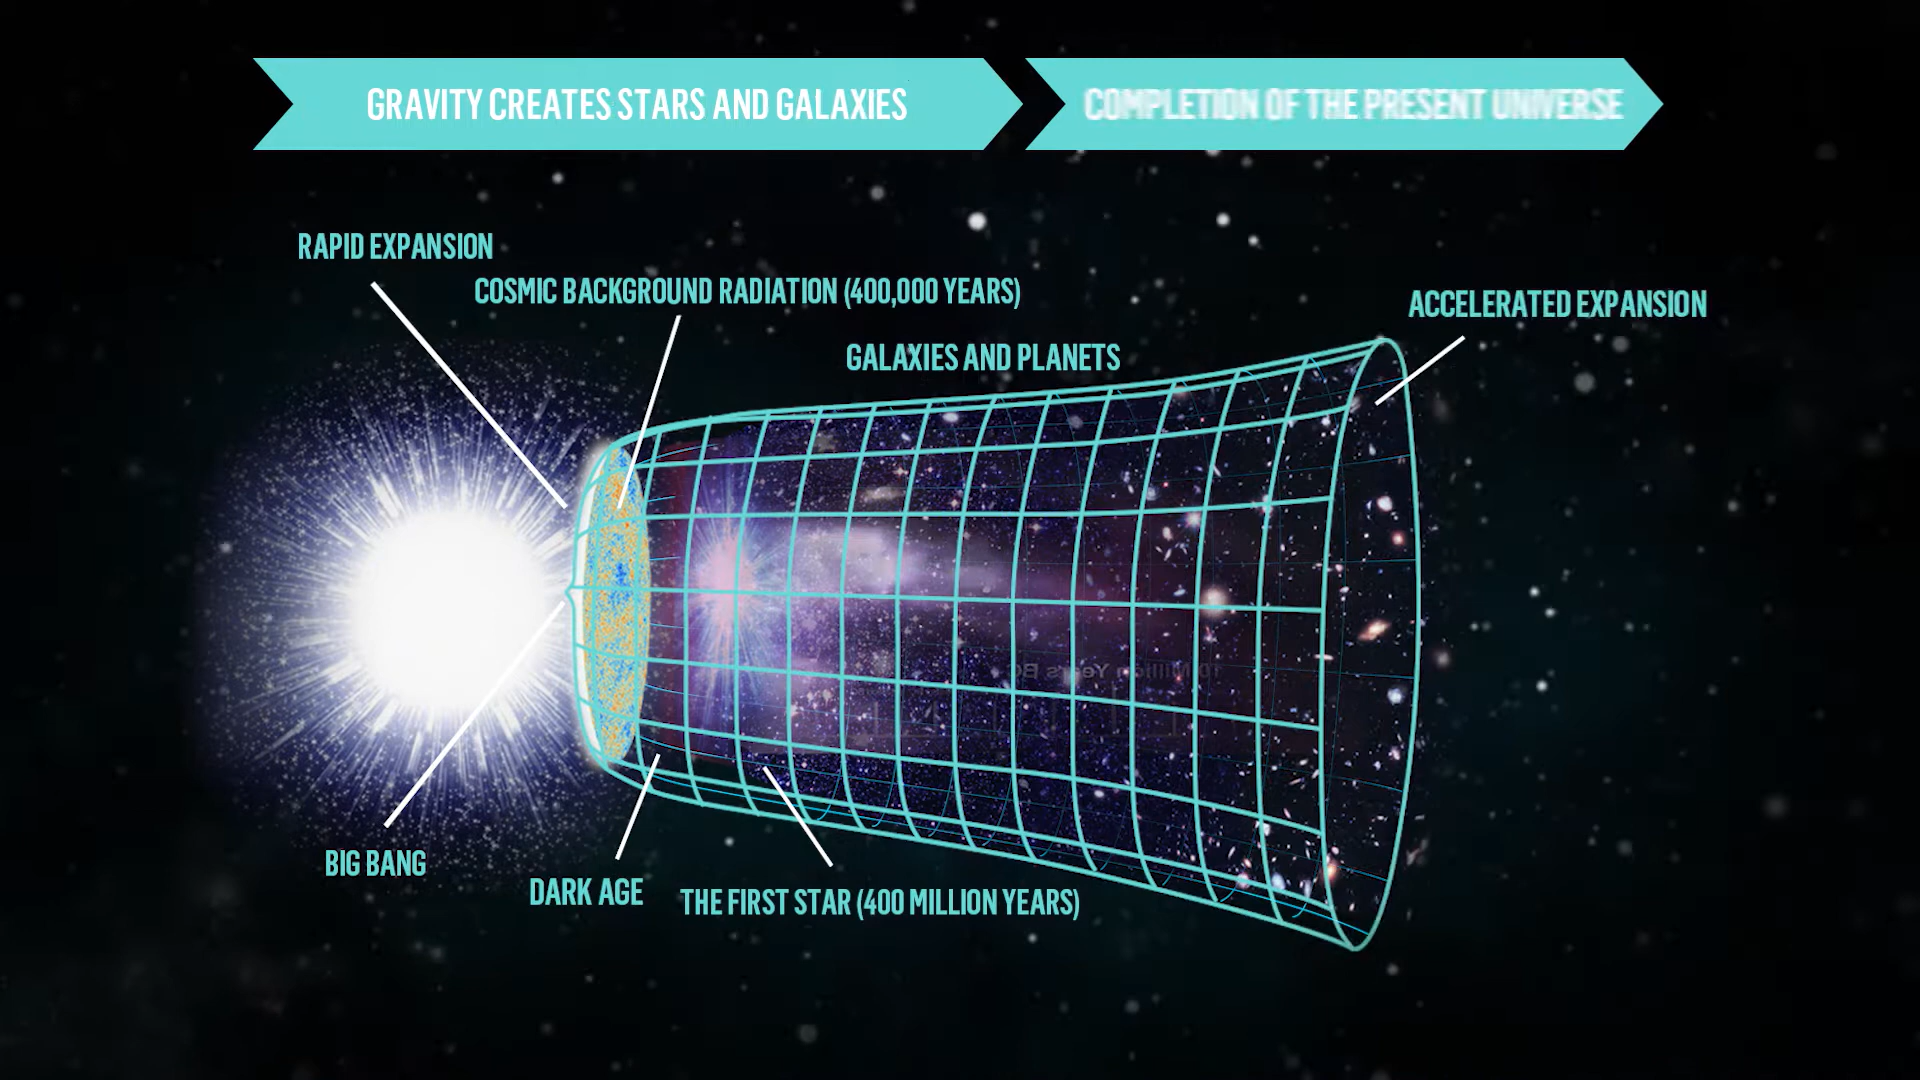 GRAVITY CREATES STARS AND GALAXIES
COMPLETION OF THE PRESENT UNIVERSE
RAPID EXPANSION
COSMIC BACKGROUND RADIATION (400,000 YEARS)
ACCELERATED EXPANSION
GALAXIES AND PLANETS
BIG BANG
DARK AGE
THE FIRST STAR (400 MILLION YEARS)